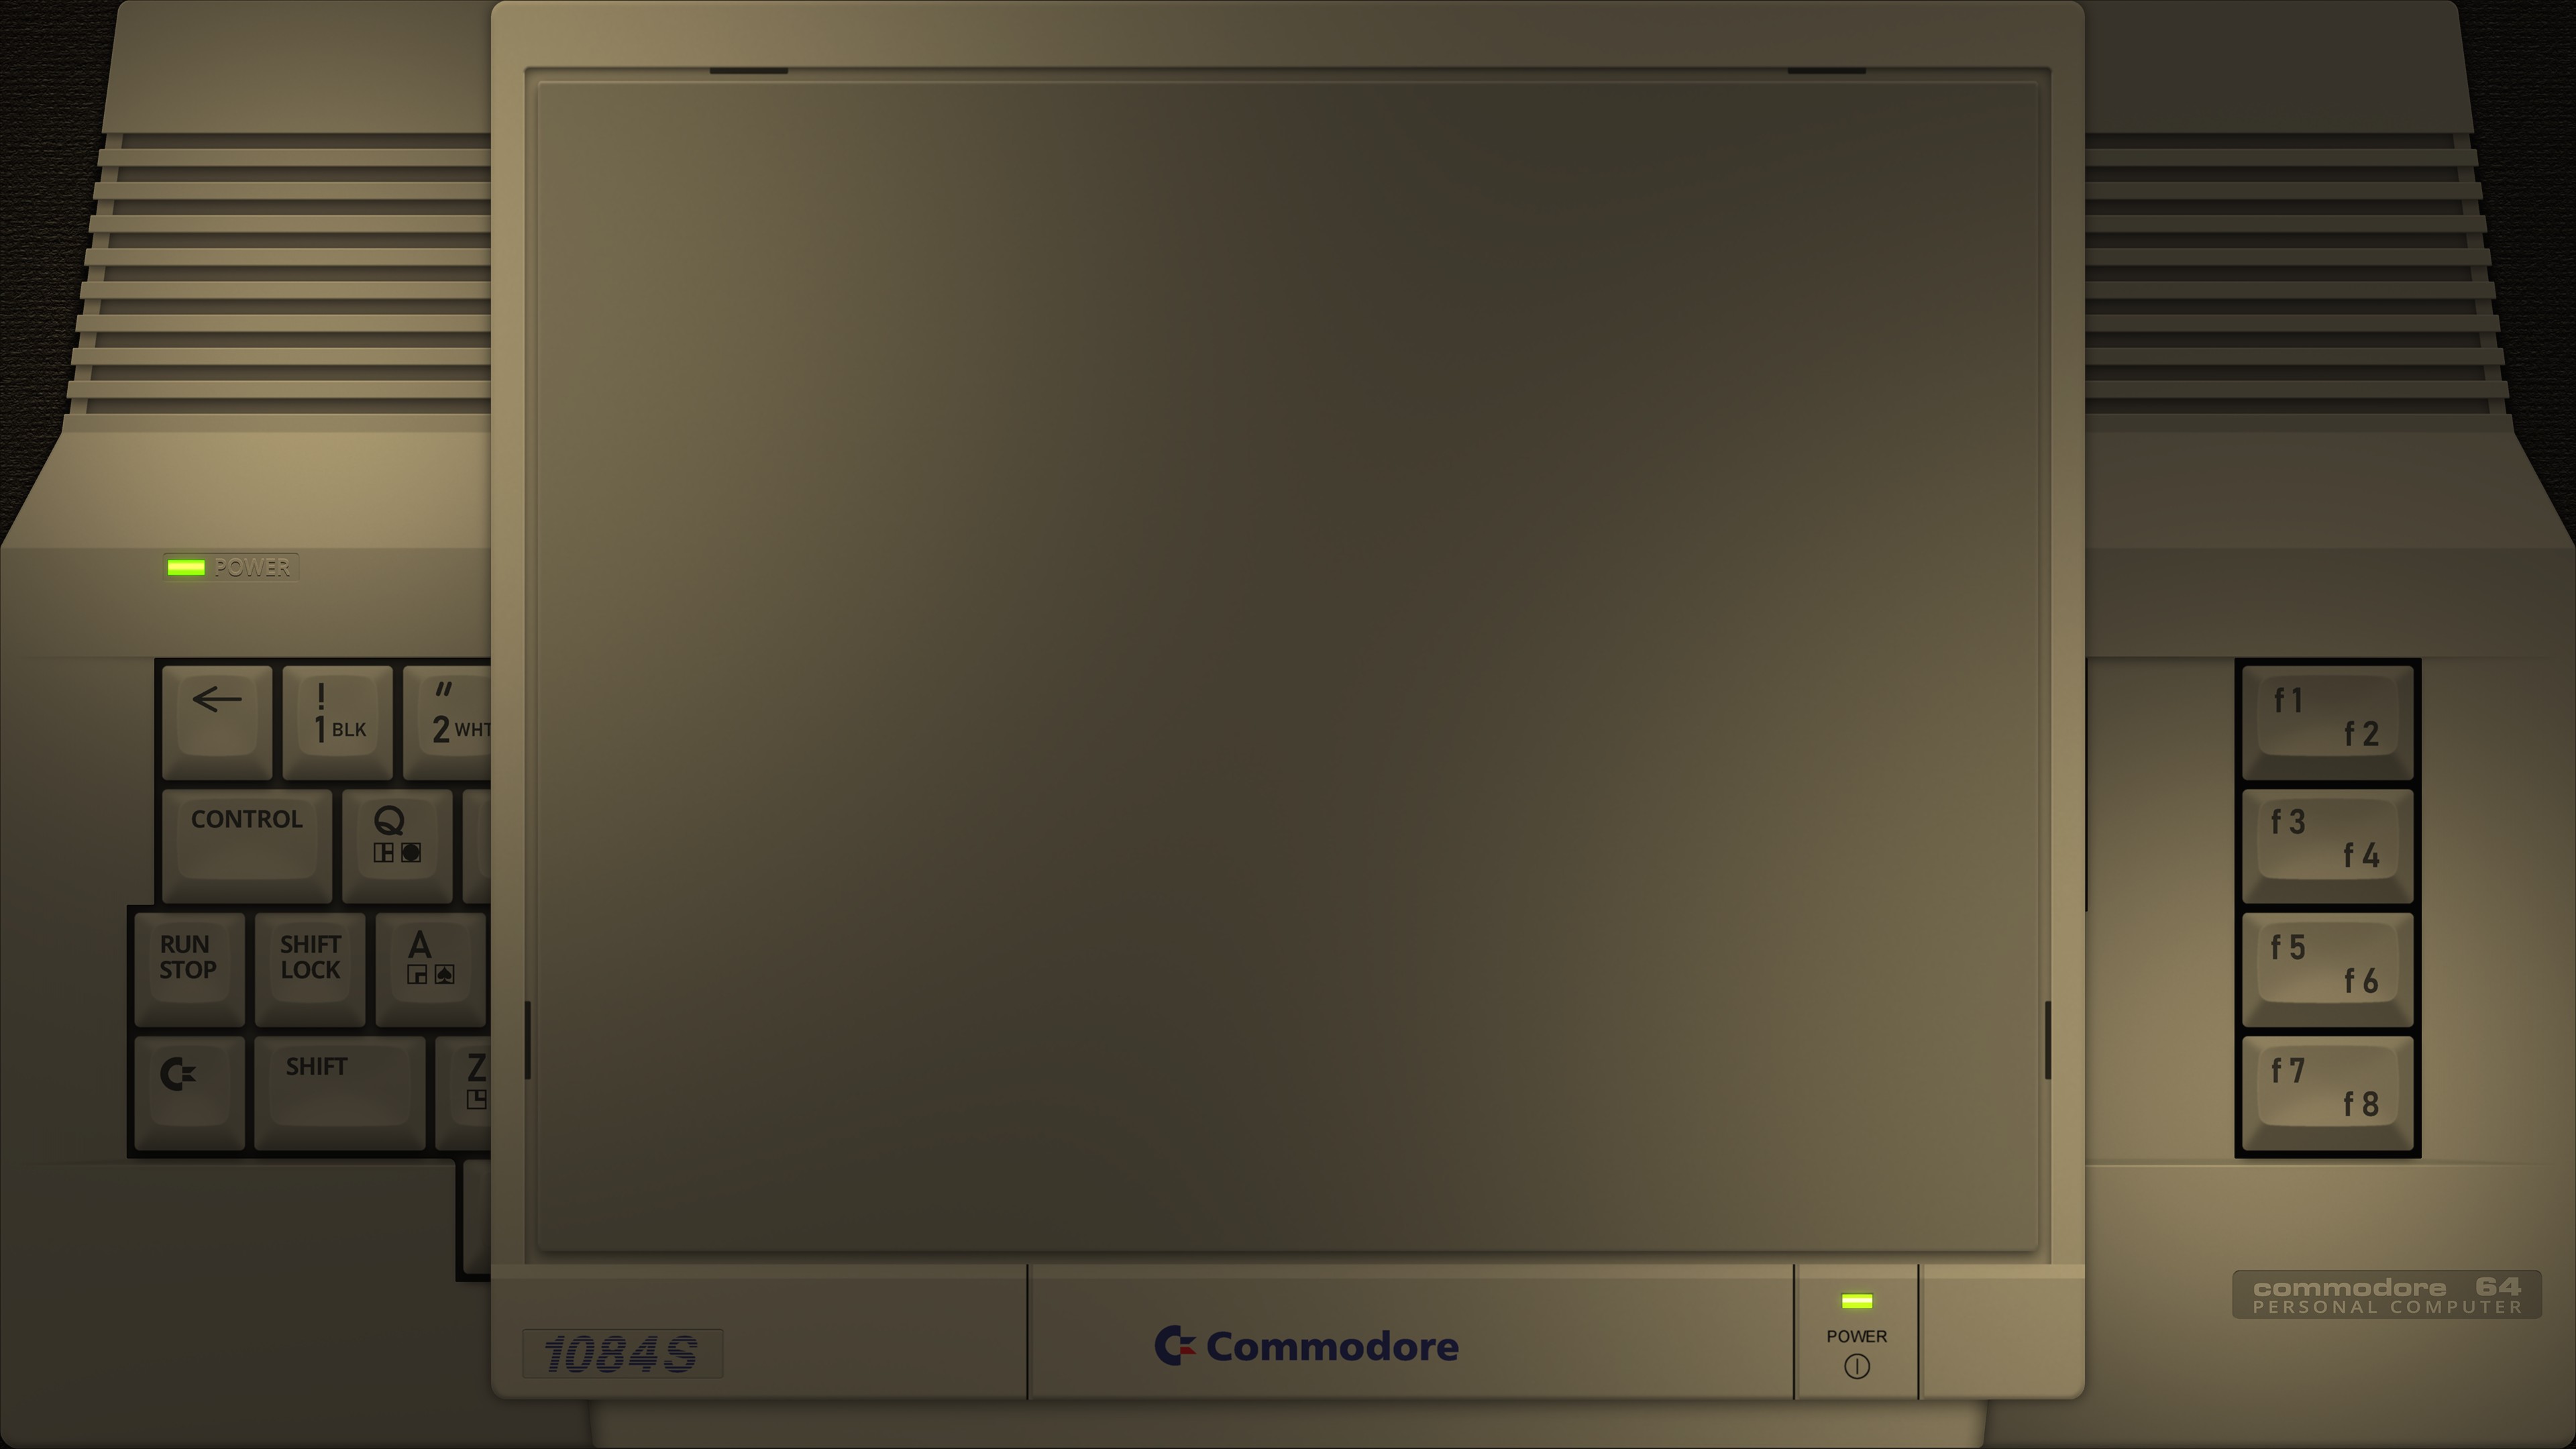 POWER
←
!
1 BLK
"
2 WHT
CONTROL
Q
RUN
STOP
SHIFT
LOCK
A
SHIFT
Z
f 1
f 2
f 3
f 4
f 5
f 6
f 7
f 8
1084S
Commodore
POWER
commodore 64
PERSONAL COMPUTER